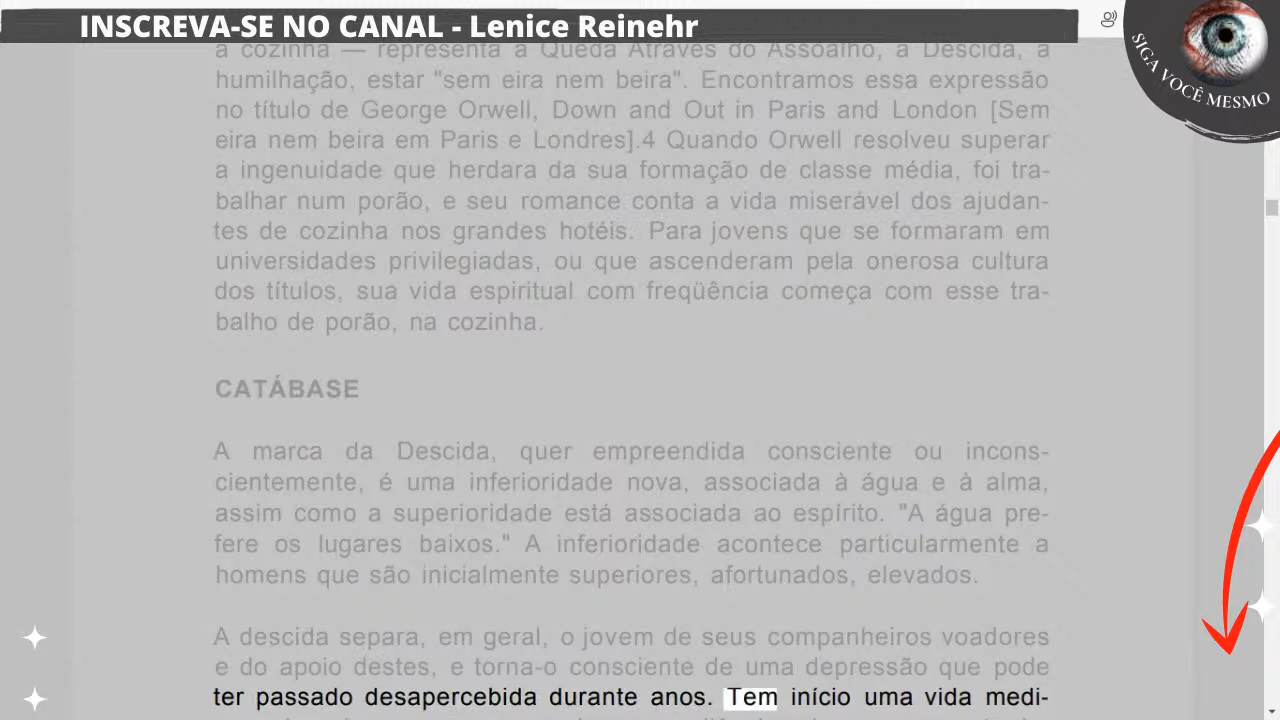 INSCREVA-SE NO CANAL - Lenice Reinehr
SIGA VOCÊ MESMO
a cozinha — representa a Queda Através do Assoalho, a Descida, a
humilhação, estar "sem eira nem beira". Encontramos essa expressão
no título de George Orwell, Down and Out in Paris and London [Sem
eira nem beira em Paris e Londres].4 Quando Orwell resolveu superar
a ingenuidade que herdara da sua formação de classe média, foi tra-
balhar num porão, e seu romance conta a vida miserável dos ajudan-
tes de cozinha nos grandes hotéis. Para jovens que se formaram em
universidades privilegiadas, ou que ascenderam pela onerosa cultura
dos títulos, sua vida espiritual com freqüência começa com esse tra-
balho de porão, na cozinha.
CATÁBASE
A marca da Descida, quer empreendida consciente ou incons-
cientemente, é uma inferioridade nova, associada à água e à alma,
assim como a superioridade está associada ao espírito. "A água pre-
fere os lugares baixos." A inferioridade acontece particularmente a
homens que são inicialmente superiores, afortunados, elevados.
A descida separa, em geral, o jovem de seus companheiros voadores
e do apoio destes, e torna-o consciente de uma depressão que pode
ter passado desapercebida durante anos. Tem início uma vida medi-